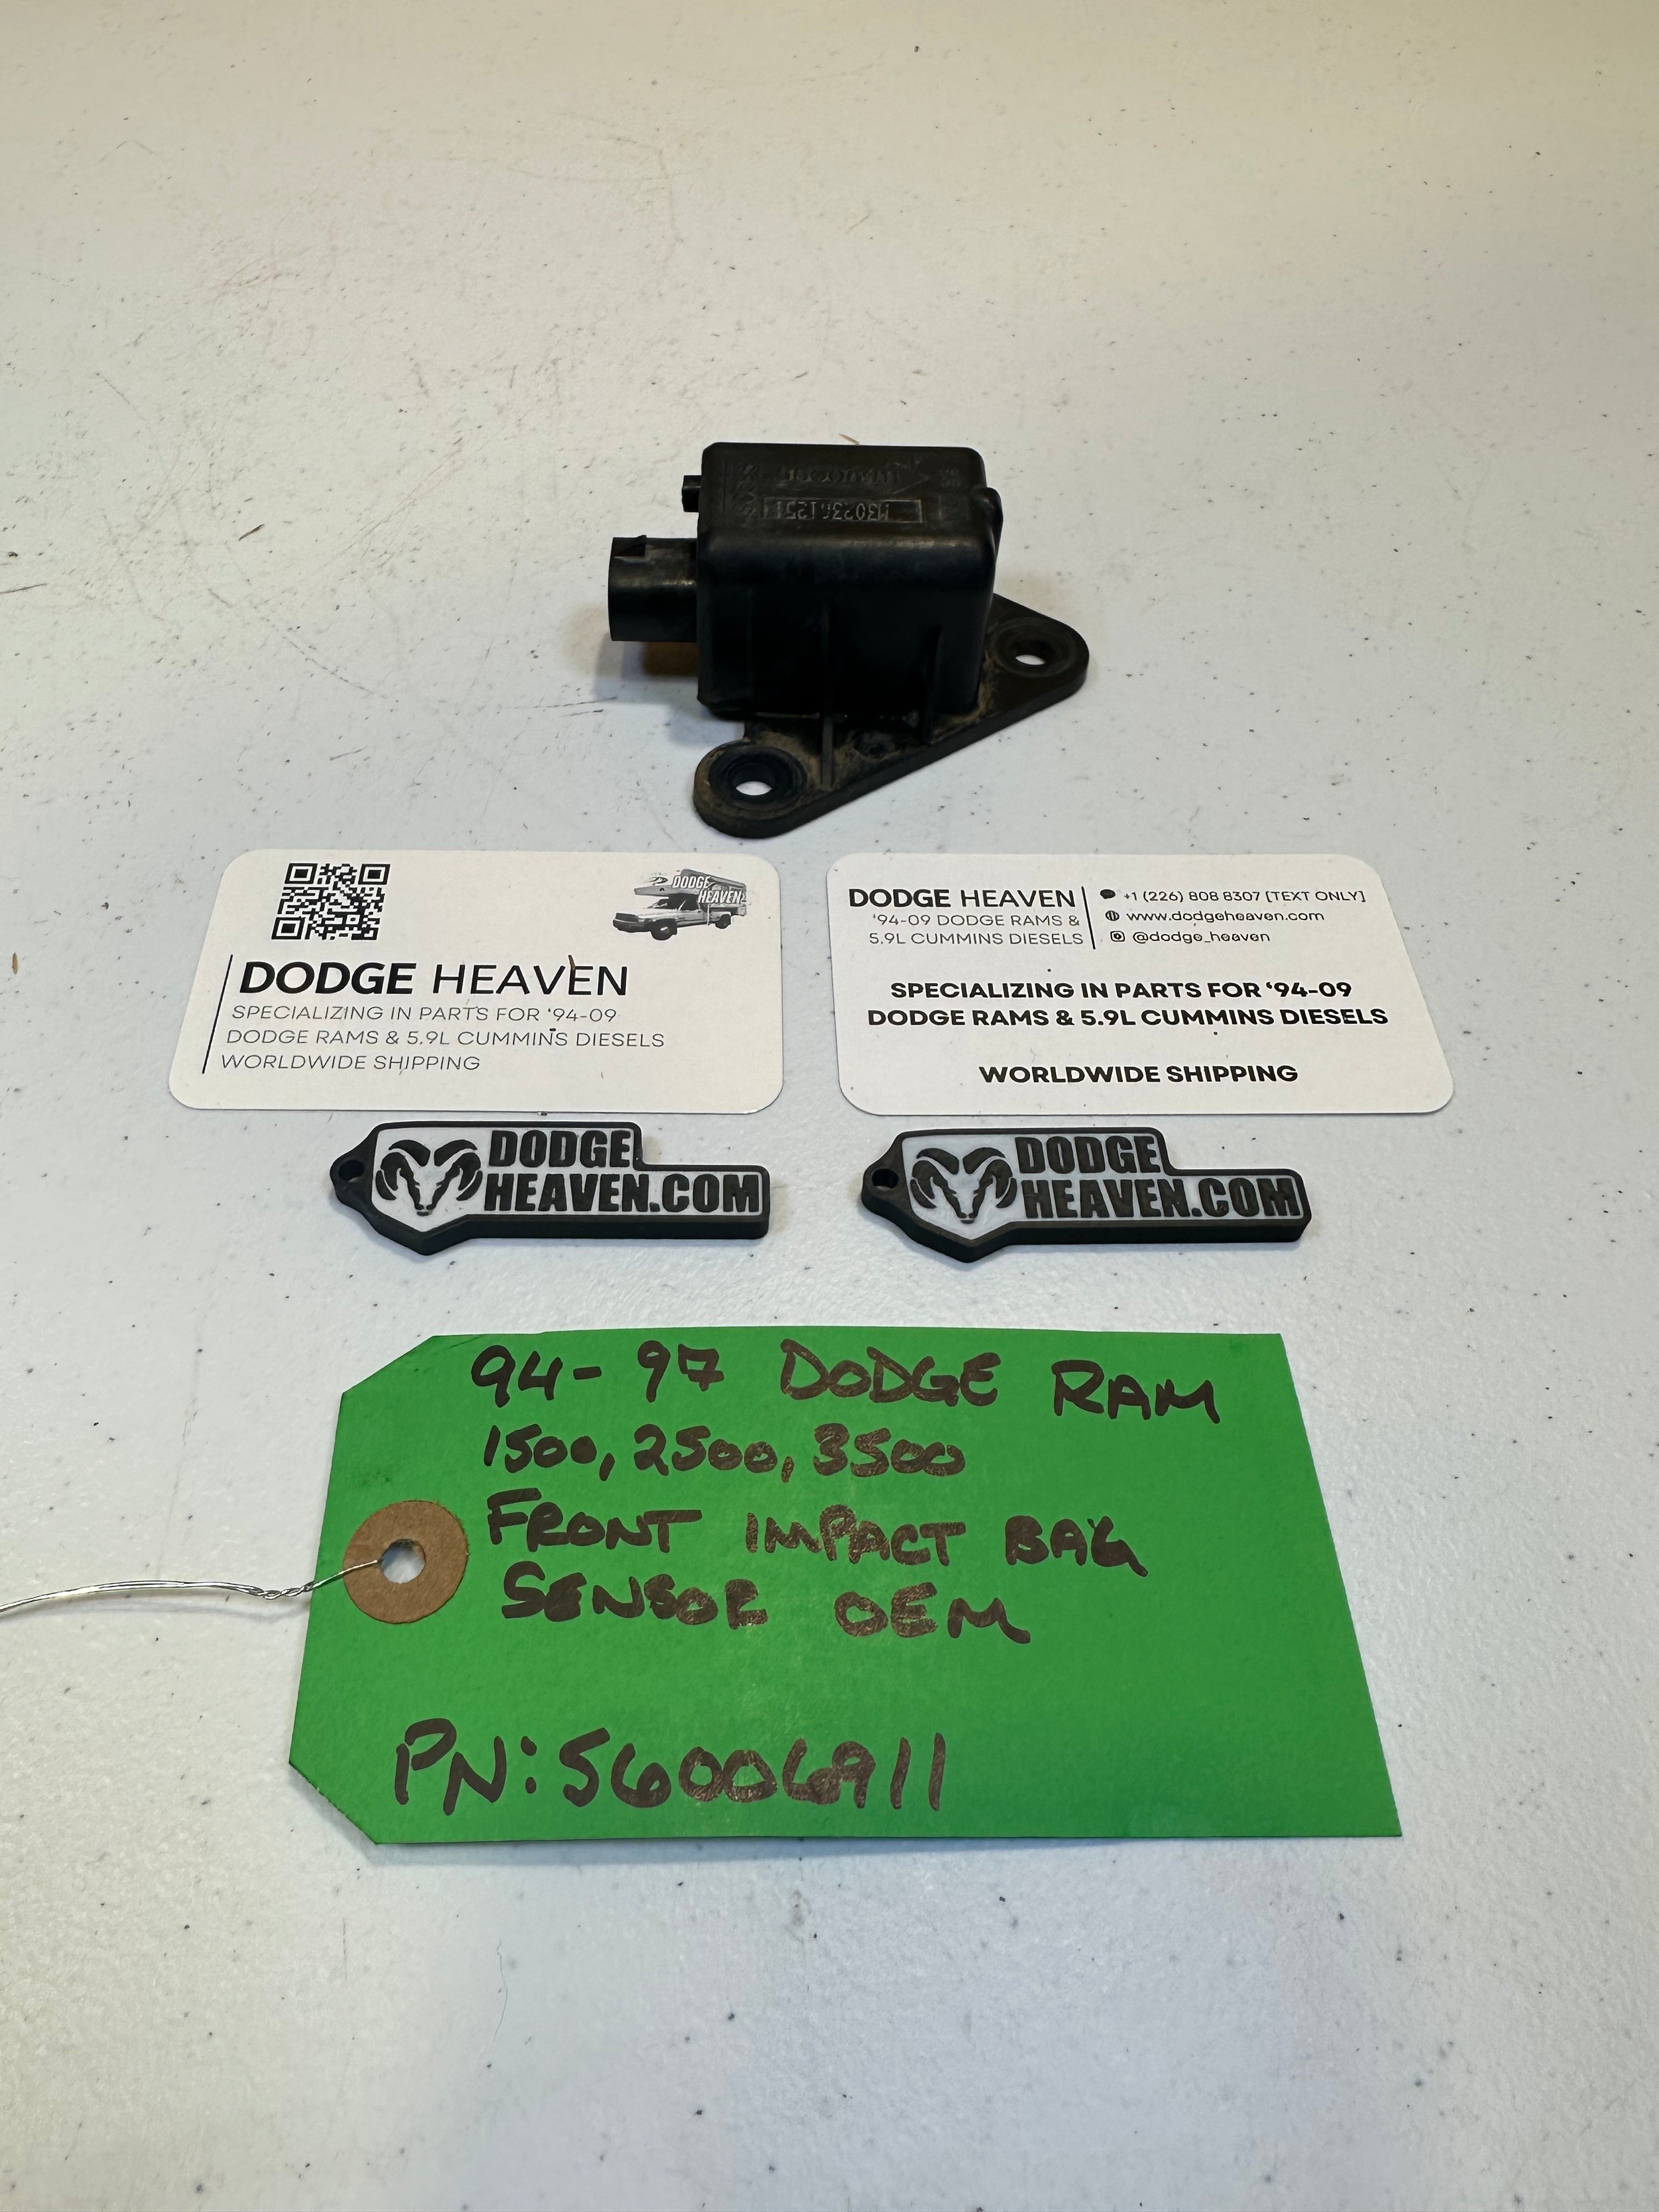 M3023A1251
DODGE
HEAVEN
DODGE HEAVEN
SPECIALIZING IN PARTS FOR ‘94-09
DODGE RAMS & 5.9L CUMMINS DIESELS
WORLDWIDE SHIPPING
DODGE HEAVEN
‘94-09 DODGE RAMS &
5.9L CUMMINS DIESELS
+1 (226) 808 8307 [TEXT ONLY]
www.dodgeheaven.com
@dodge_heaven
SPECIALIZING IN PARTS FOR ‘94-09
DODGE RAMS & 5.9L CUMMINS DIESELS
WORLDWIDE SHIPPING
DODGE
HEAVEN.COM
DODGE
HEAVEN.COM
94-97 DODGE RAM
1500, 2500, 3500
FRONT IMPACT BAG
SENSOR OEM
PN: 56006911